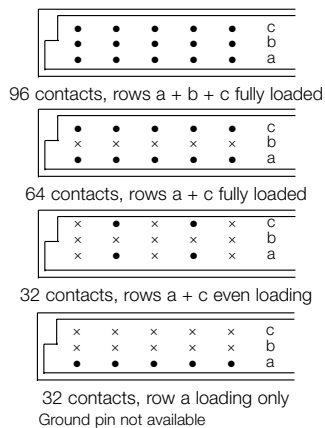 c
b
a
96 contacts, rows a + b + c fully loaded
c
b
a
64 contacts, rows a + c fully loaded
c
b
a
32 contacts, rows a + c even loading
c
b
a
32 contacts, row a loading only
Ground pin not available